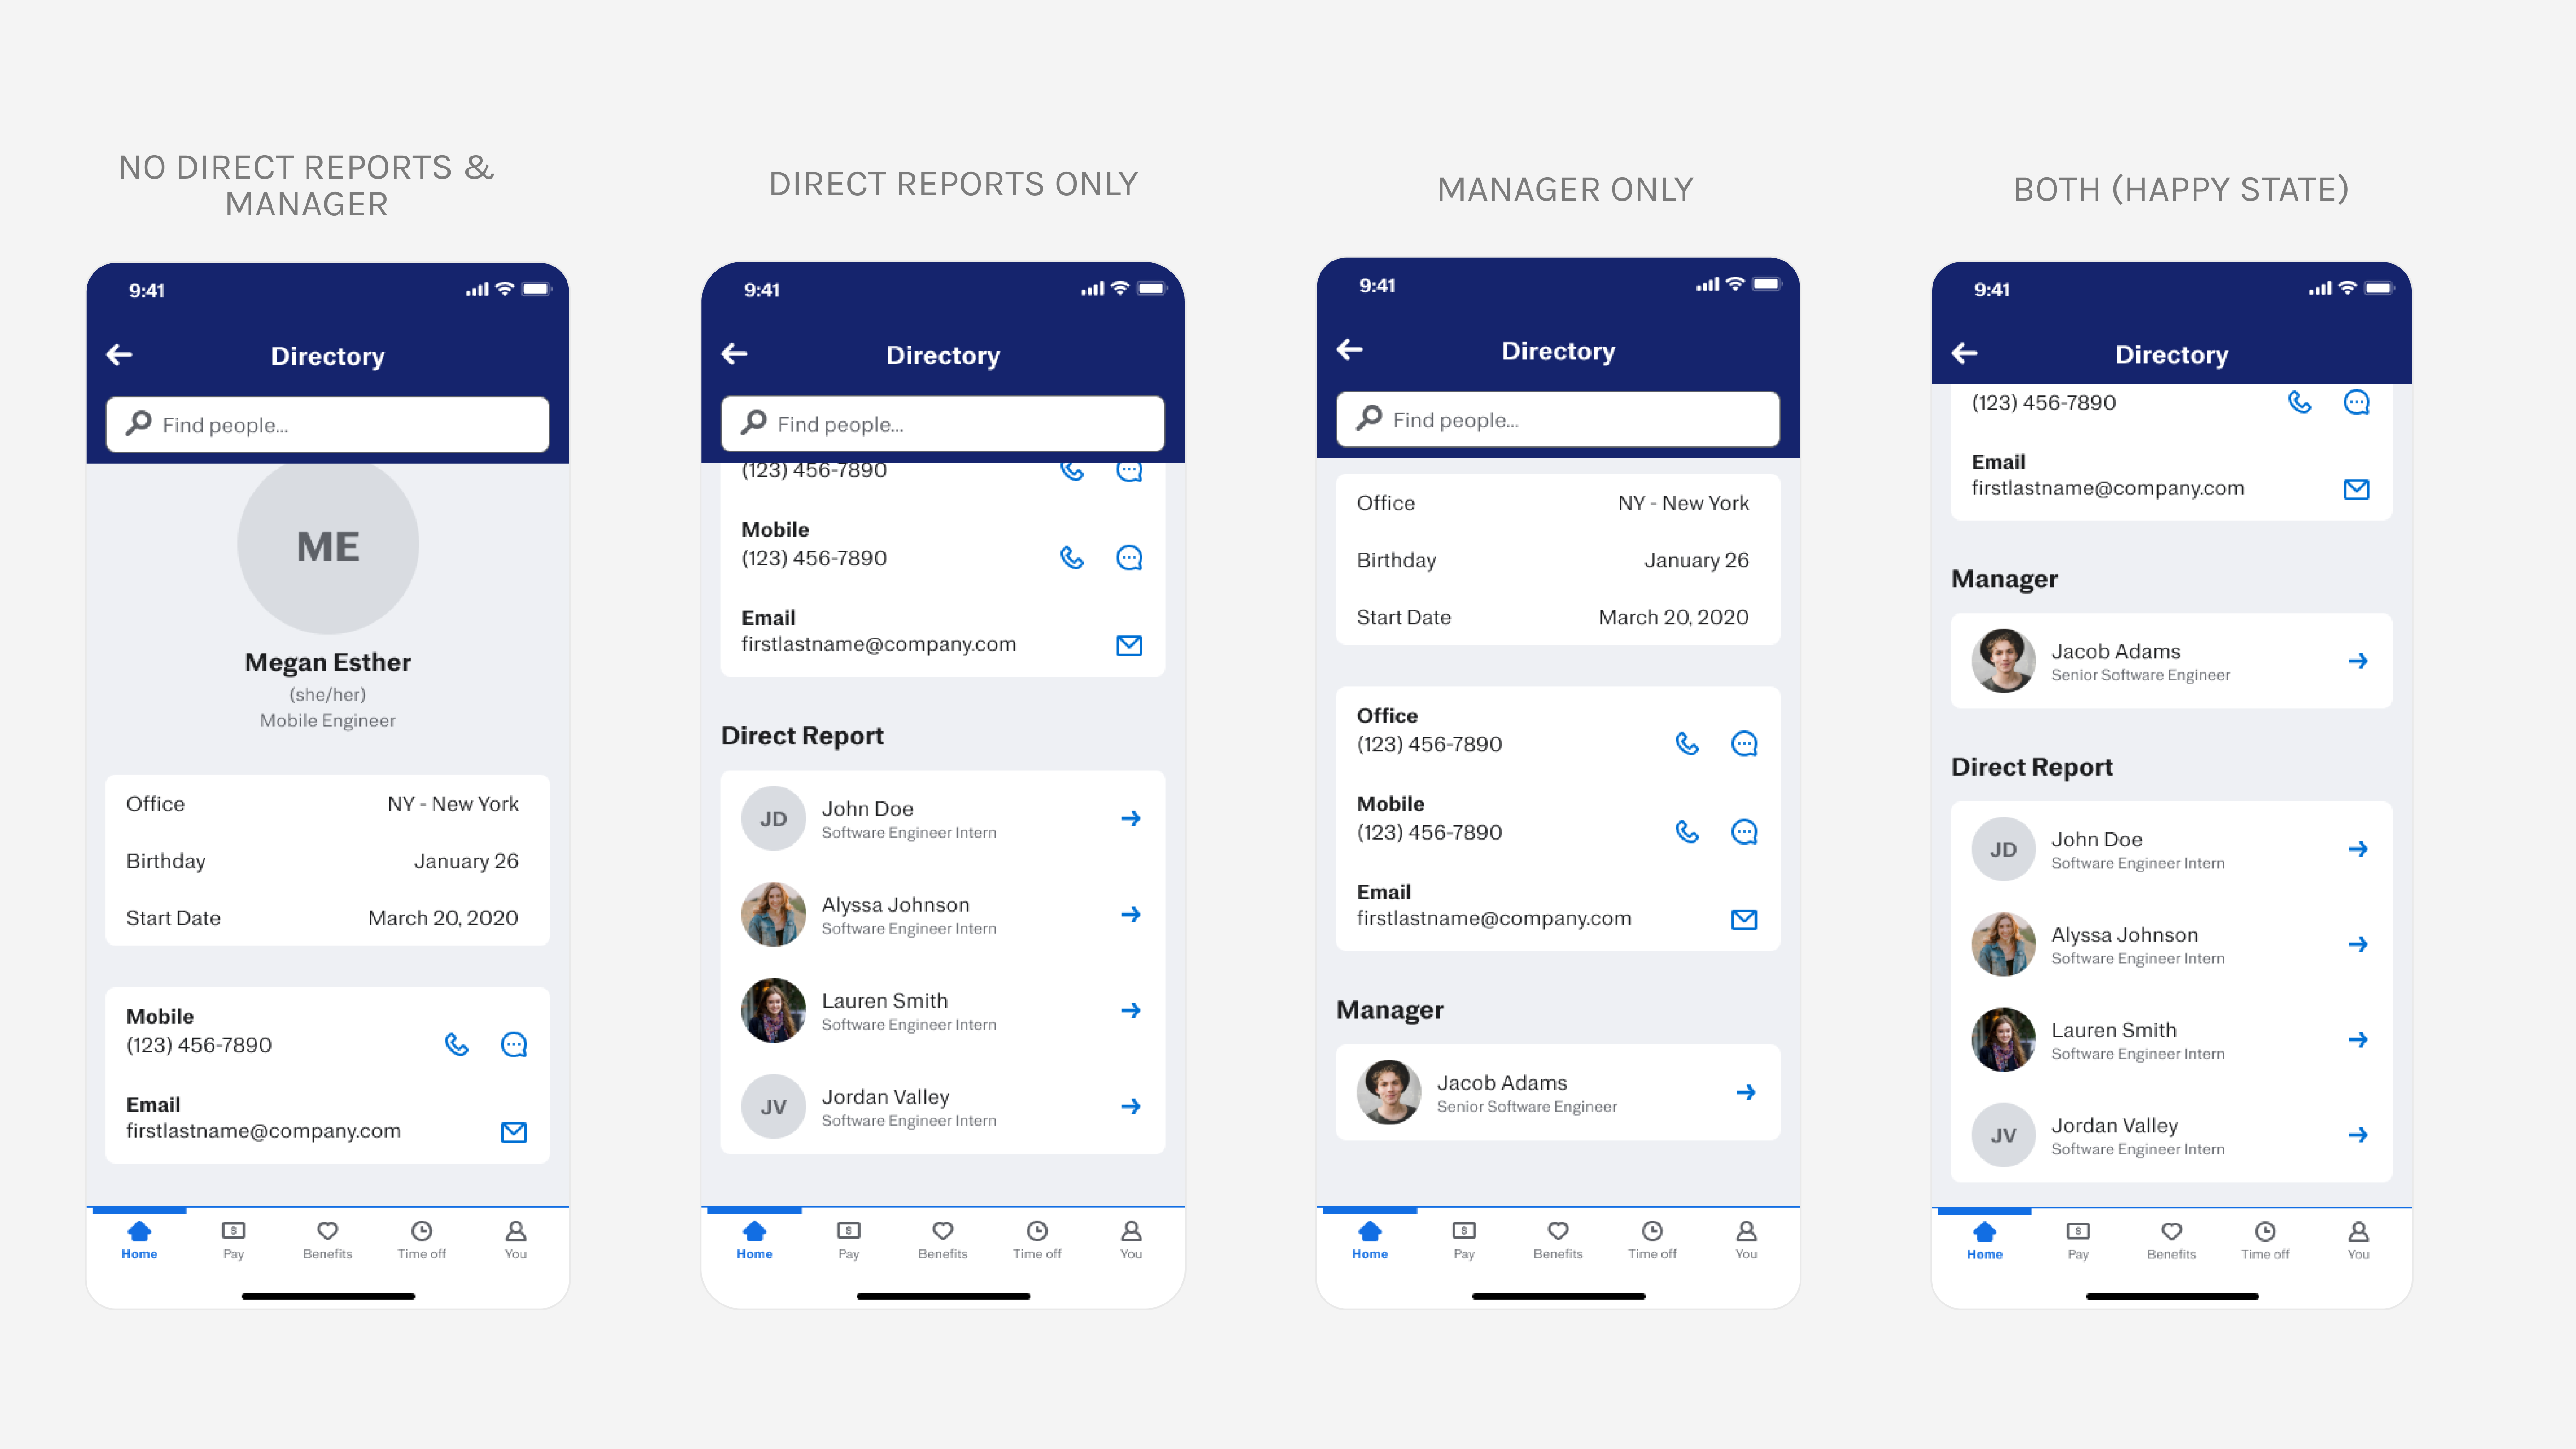 NO DIRECT REPORTS &
MANAGER
9:41
Directory
Find people...
ME
Megan Esther
(she/her)
Mobile Engineer
Office NY - New York
Birthday January 26
Start Date March 20, 2020
Mobile
(123) 456-7890
Email
firstlastname@company.com
Home Pay Benefits Time off You
DIRECT REPORTS ONLY
9:41
Directory
Find people...
(123) 456-7890
Mobile
(123) 456-7890
Email
firstlastname@company.com
Direct Report
JD John Doe
Software Engineer Intern
Alyssa Johnson
Software Engineer Intern
Lauren Smith
Software Engineer Intern
JV Jordan Valley
Software Engineer Intern
Home Pay Benefits Time off You
MANAGER ONLY
9:41
Directory
Find people...
Office NY - New York
Birthday January 26
Start Date March 20, 2020
Office
(123) 456-7890
Mobile
(123) 456-7890
Email
firstlastname@company.com
Manager
Jacob Adams
Senior Software Engineer
Home Pay Benefits Time off You
BOTH (HAPPY STATE)
9:41
Directory
(123) 456-7890
Email
firstlastname@company.com
Manager
Jacob Adams
Senior Software Engineer
Direct Report
JD John Doe
Software Engineer Intern
Alyssa Johnson
Software Engineer Intern
Lauren Smith
Software Engineer Intern
JV Jordan Valley
Software Engineer Intern
Home Pay Benefits Time off You